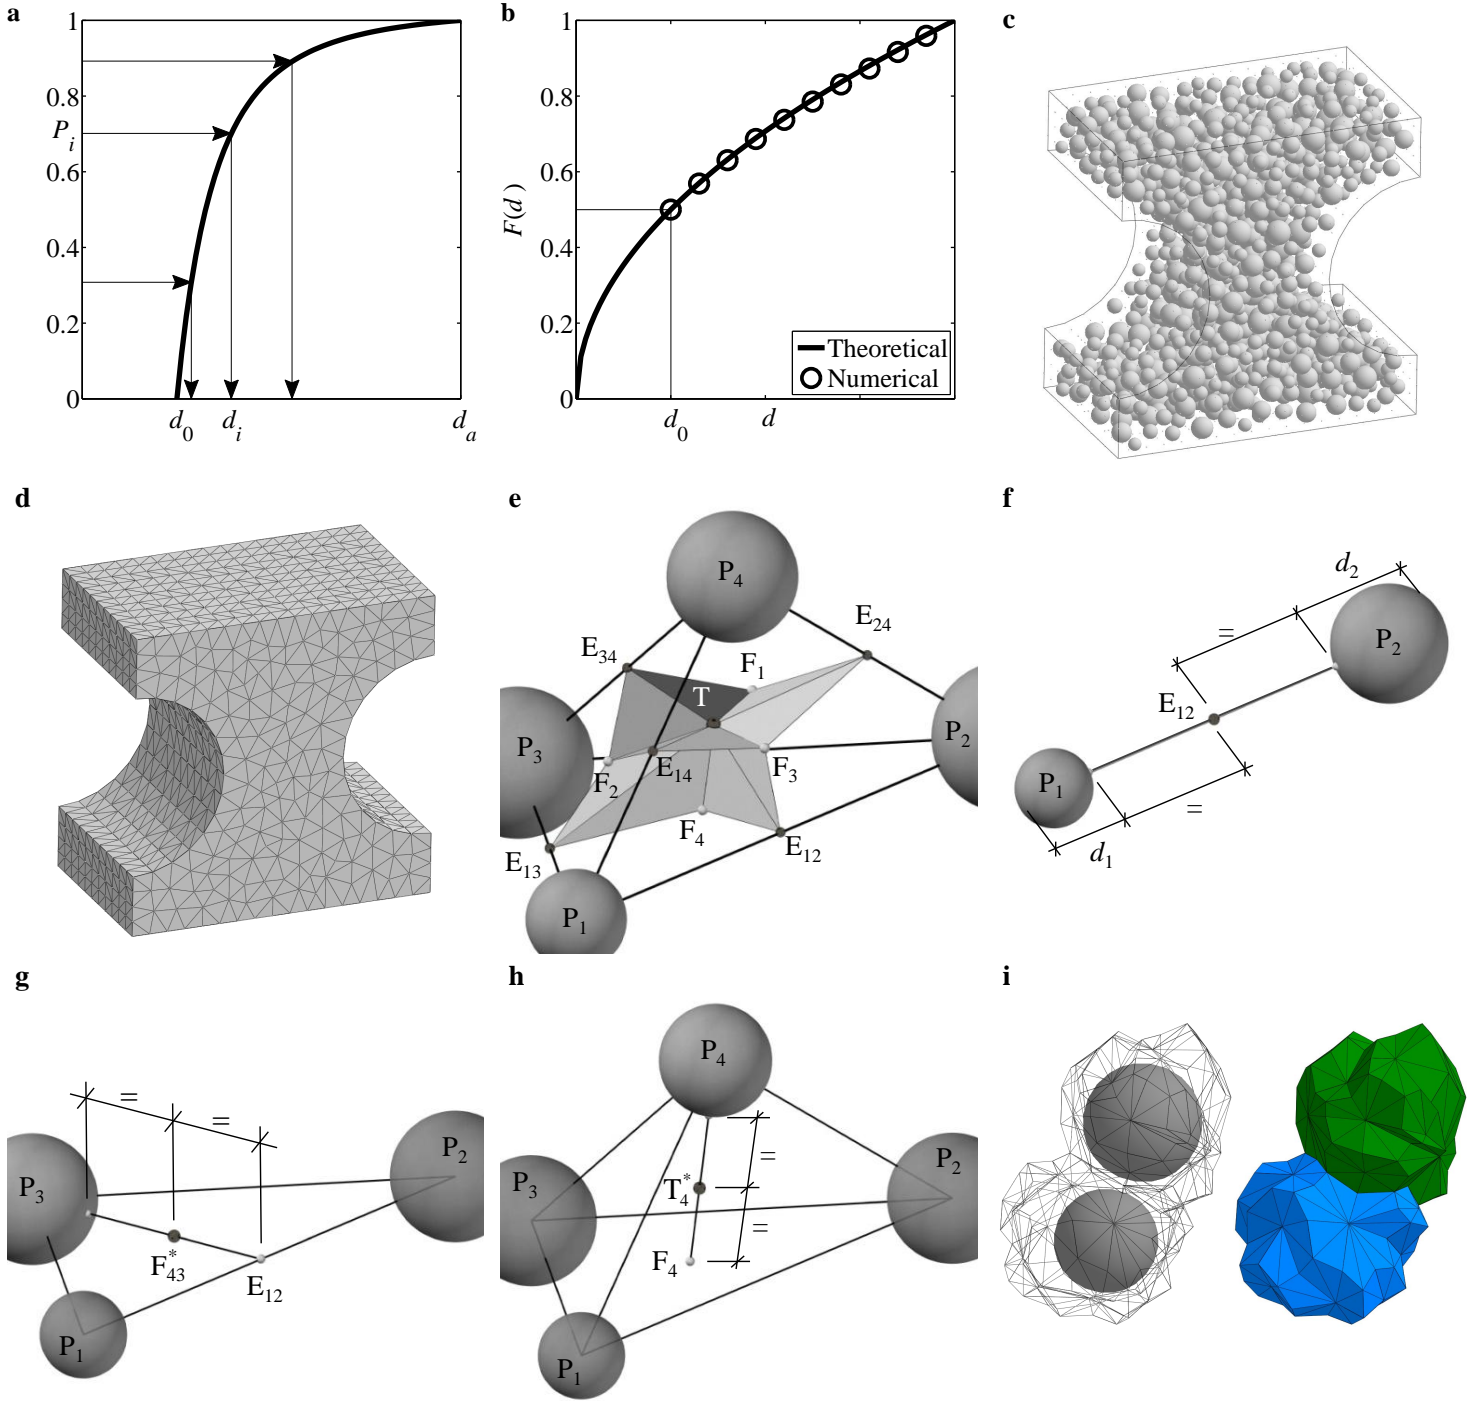 a
1
0.8
P_i
0.6
0.4
0.2
0
d_0
d_i
d_a
b
1
0.8
0.6
0.4
0.2
0
F(d)
d_0
d
Theoretical
Numerical
c
d
e
P_4
E_24
E_34
F_1
T
P_3
P_2
F_2
E_14
F_3
F_4
E_13
E_12
P_1
f
d_2
=
P_2
E_12
P_1
=
d_1
g
=
=
P_3
P_2
F*_43
E_12
P_1
h
P_4
=
P_3
T*_4
P_2
=
F_4
P_1
i